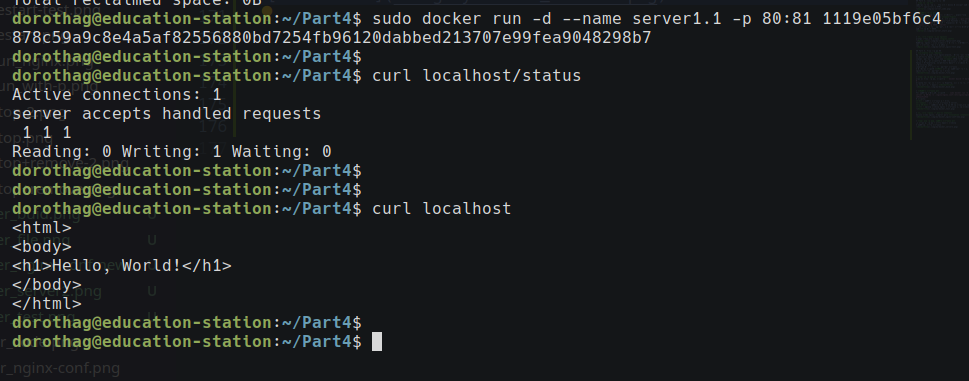 Total reclaimed space: 0B
dorothag@education-station:~/Part4$ sudo docker run -d --name server1.1 -p 80:81 1119e05bf6c4
878c59a9c8e4a5af82556880bd7254fb96120dabbed213707e99fea9048298b7
dorothag@education-station:~/Part4$
dorothag@education-station:~/Part4$ curl localhost/status
Active connections: 1
server accepts handled requests
 1 1 1
Reading: 0 Writing: 1 Waiting: 0
dorothag@education-station:~/Part4$
dorothag@education-station:~/Part4$
dorothag@education-station:~/Part4$ curl localhost
<html>
<body>
<h1>Hello, World!</h1>
</body>
</html>
dorothag@education-station:~/Part4$
dorothag@education-station:~/Part4$
r_nginx-conf.png